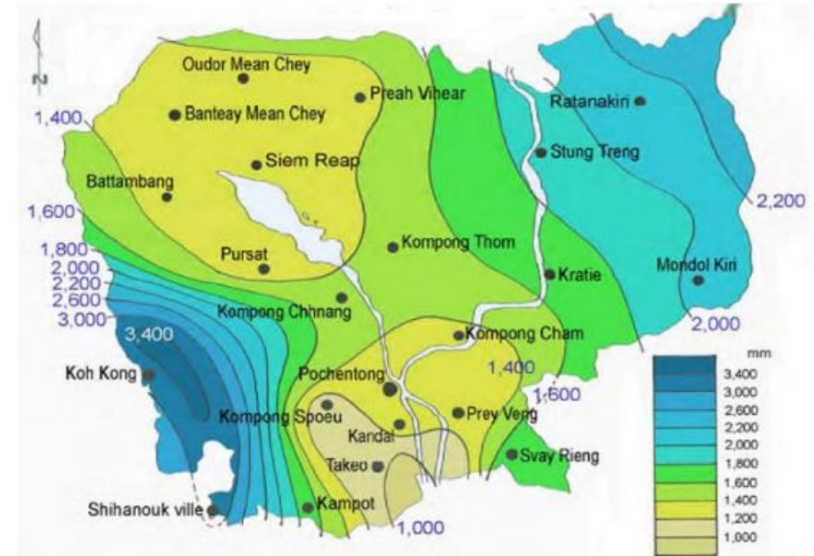 N
Oudor Mean Chey
Preah Vihear
Ratanakiri
1,400
Banteay Mean Chey
Stung Treng
Siem Reap
Battambang
2,200
1,600
Kompong Thom
1,800
Pursat
Mondol Kiri
2,000
Kratie
2,200
Kompong Chhnang
2,600
3,000
2,000
3,400
Kompong Cham
mm
Koh Kong
Pochentong
1,400
3,400
1,600
3,000
Kompong Spoeu
Prey Veng
2,600
Kandal
2,200
2,000
Takeo
Svay Rieng
1,800
1,600
Shihanouk ville
Kampot
1,400
1,000
1,200
1,000